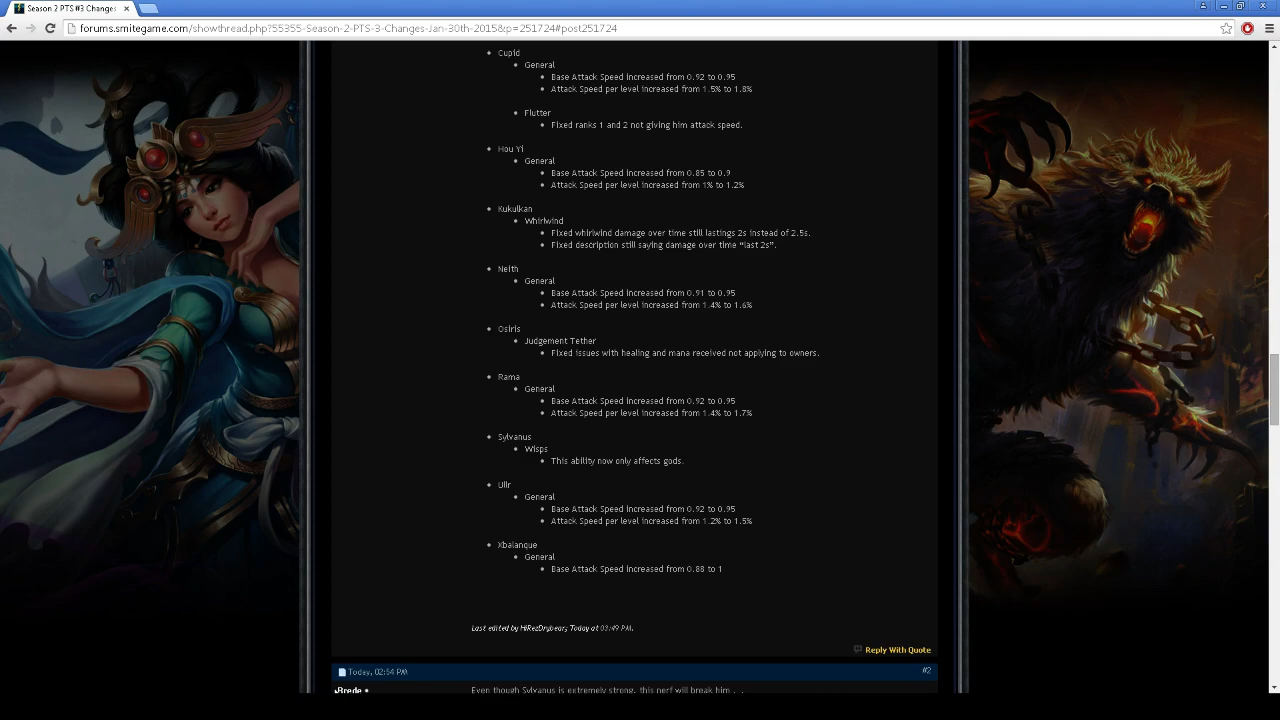 Season 2 PTS #3 Changes
forums.smitegame.com/showthread.php?55355-Season-2-PTS-3-Changes-Jan-30th-2015&p=251724#post251724
Cupid
General
Base Attack Speed increased from 0.92 to 0.95
Attack Speed per level increased from 1.5% to 1.8%
Flutter
Fixed ranks 1 and 2 not giving him attack speed.
Hou Yi
General
Base Attack Speed increased from 0.85 to 0.9
Attack Speed per level increased from 1% to 1.2%
Kukulkan
Whirlwind
Fixed whirlwind damage over time still lastings 2s instead of 2.5s.
Fixed description still saying damage over time “last 2s”.
Neith
General
Base Attack Speed increased from 0.91 to 0.95
Attack Speed per level increased from 1.4% to 1.6%
Osiris
Judgement Tether
Fixed issues with healing and mana received not applying to owners.
Rama
General
Base Attack Speed increased from 0.92 to 0.95
Attack Speed per level increased from 1.4% to 1.7%
Sylvanus
Wisps
This ability now only affects gods.
Ullr
General
Base Attack Speed increased from 0.92 to 0.95
Attack Speed per level increased from 1.2% to 1.5%
Xbalanque
General
Base Attack Speed increased from 0.88 to 1
Last edited by HiRezDrybear; Today at 03:49 PM.
Reply With Quote
Today, 02:54 PM #2
Brede
Even though Sylvanus is extremely strong, this nerf will break him . . .